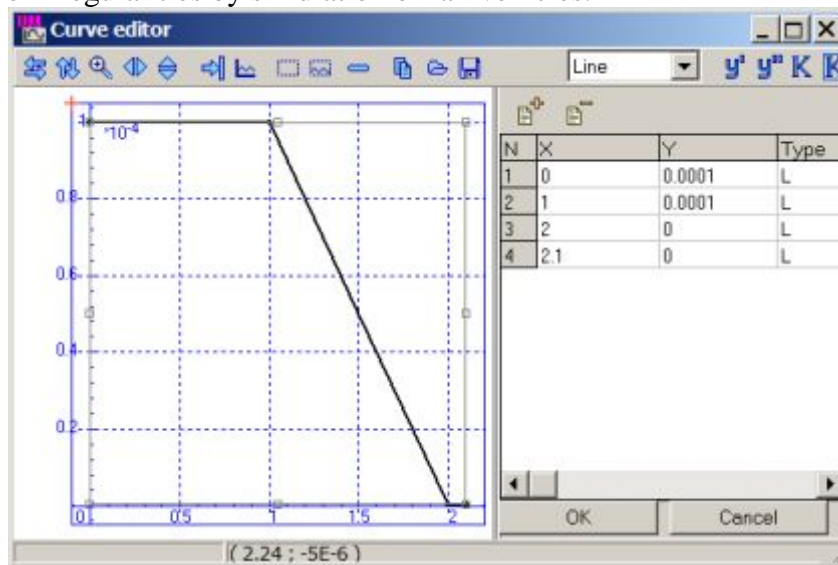 Curve editor
Line
y' y'' K K
1
*10⁻⁴
0.8
0.6
0.4
0.2
0 0.5 1 1.5 2
N X Y Type
1 0 0.0001 L
2 1 0.0001 L
3 2 0 L
4 2.1 0 L
OK Cancel
( 2.24 ; -5E-6 )